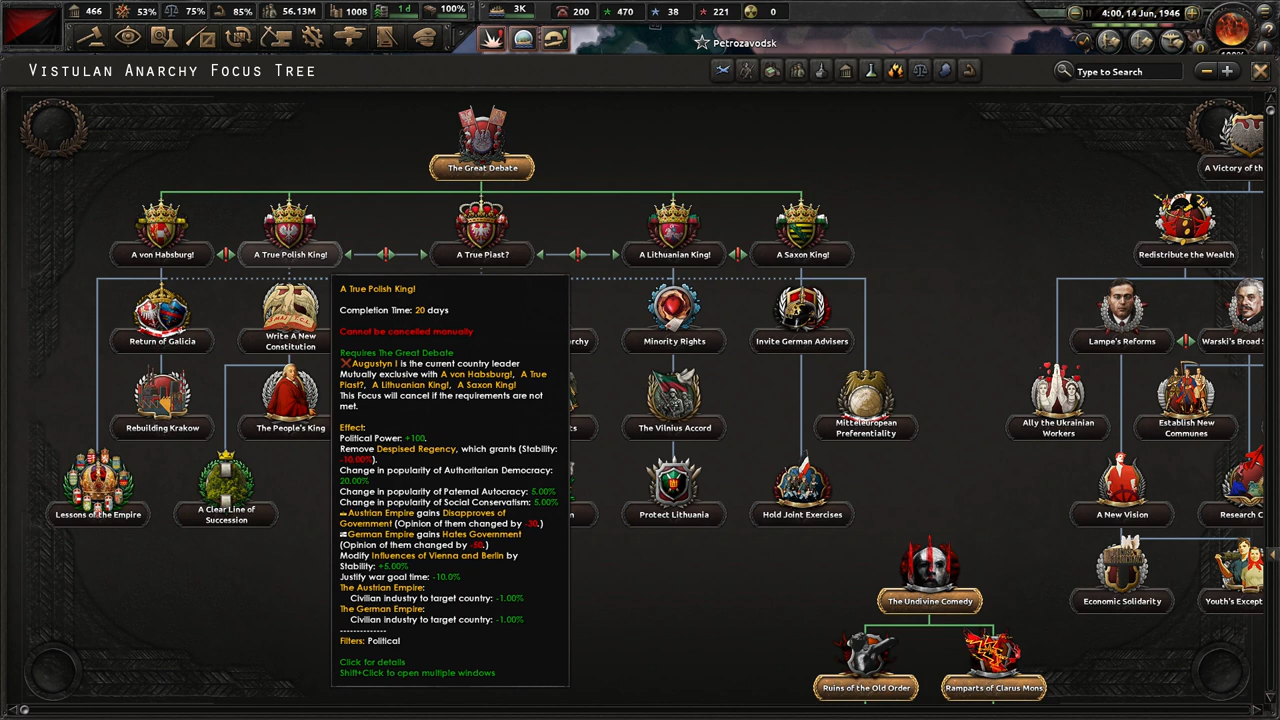 466 53% 75% 85% 56.13M 1008 1 d 100% 3K 200 470 38 221 0 4:00, 14 Jun, 1946
Petrozavodsk
Vistulan Anarchy Focus Tree
Type to Search
The Great Debate
A Victory of th
A von Habsburg! A True Polish King! A True Piast? A Lithuanian King! A Saxon King! Redistribute the Wealth
A True Polish King!
Completion Time: 20 days
Cannot be cancelled manually
Requires The Great Debate
Augustyn I is the current country leader
Mutually exclusive with A von Habsburg!, A True
Piast?, A Lithuanian King!, A Saxon King!
This Focus will cancel if the requirements are not
met.
Effect:
Political Power: +100.
Remove Despised Regency, which grants (Stability:
-10.00%).
Change in popularity of Authoritarian Democracy:
20.00%
Change in popularity of Paternal Autocracy: 5.00%
Change in popularity of Social Conservatism: 5.00%
Austrian Empire gains Disapproves of
Government (Opinion of them changed by -30.)
German Empire gains Hates Government
(Opinion of them changed by -50.)
Modify Influences of Vienna and Berlin by
Stability: +5.00%
Justify war goal time: -10.0%
The Austrian Empire:
Civilian industry to target country: -1.00%
The German Empire:
Civilian industry to target country: -1.00%
--------------
Filters: Political
Click for details
Shift+Click to open multiple windows
Return of Galicia
Write A New
Constitution
archy
Minority Rights
Invite German Advisers
Lampe's Reforms
Warski's Broad S
Rebuilding Krakow
The People's King
ts
The Vilnius Accord
Mitteleuropean
Preferentiality
Ally the Ukrainian
Workers
Establish New
Communes
Lessons of the Empire
A Clear Line of
Succession
n
Protect Lithuania
Hold Joint Exercises
A New Vision
Research C
The Undivine Comedy
Economic Solidarity
Youth's Except
Ruins of the Old Order
Ramparts of Clarus Mons